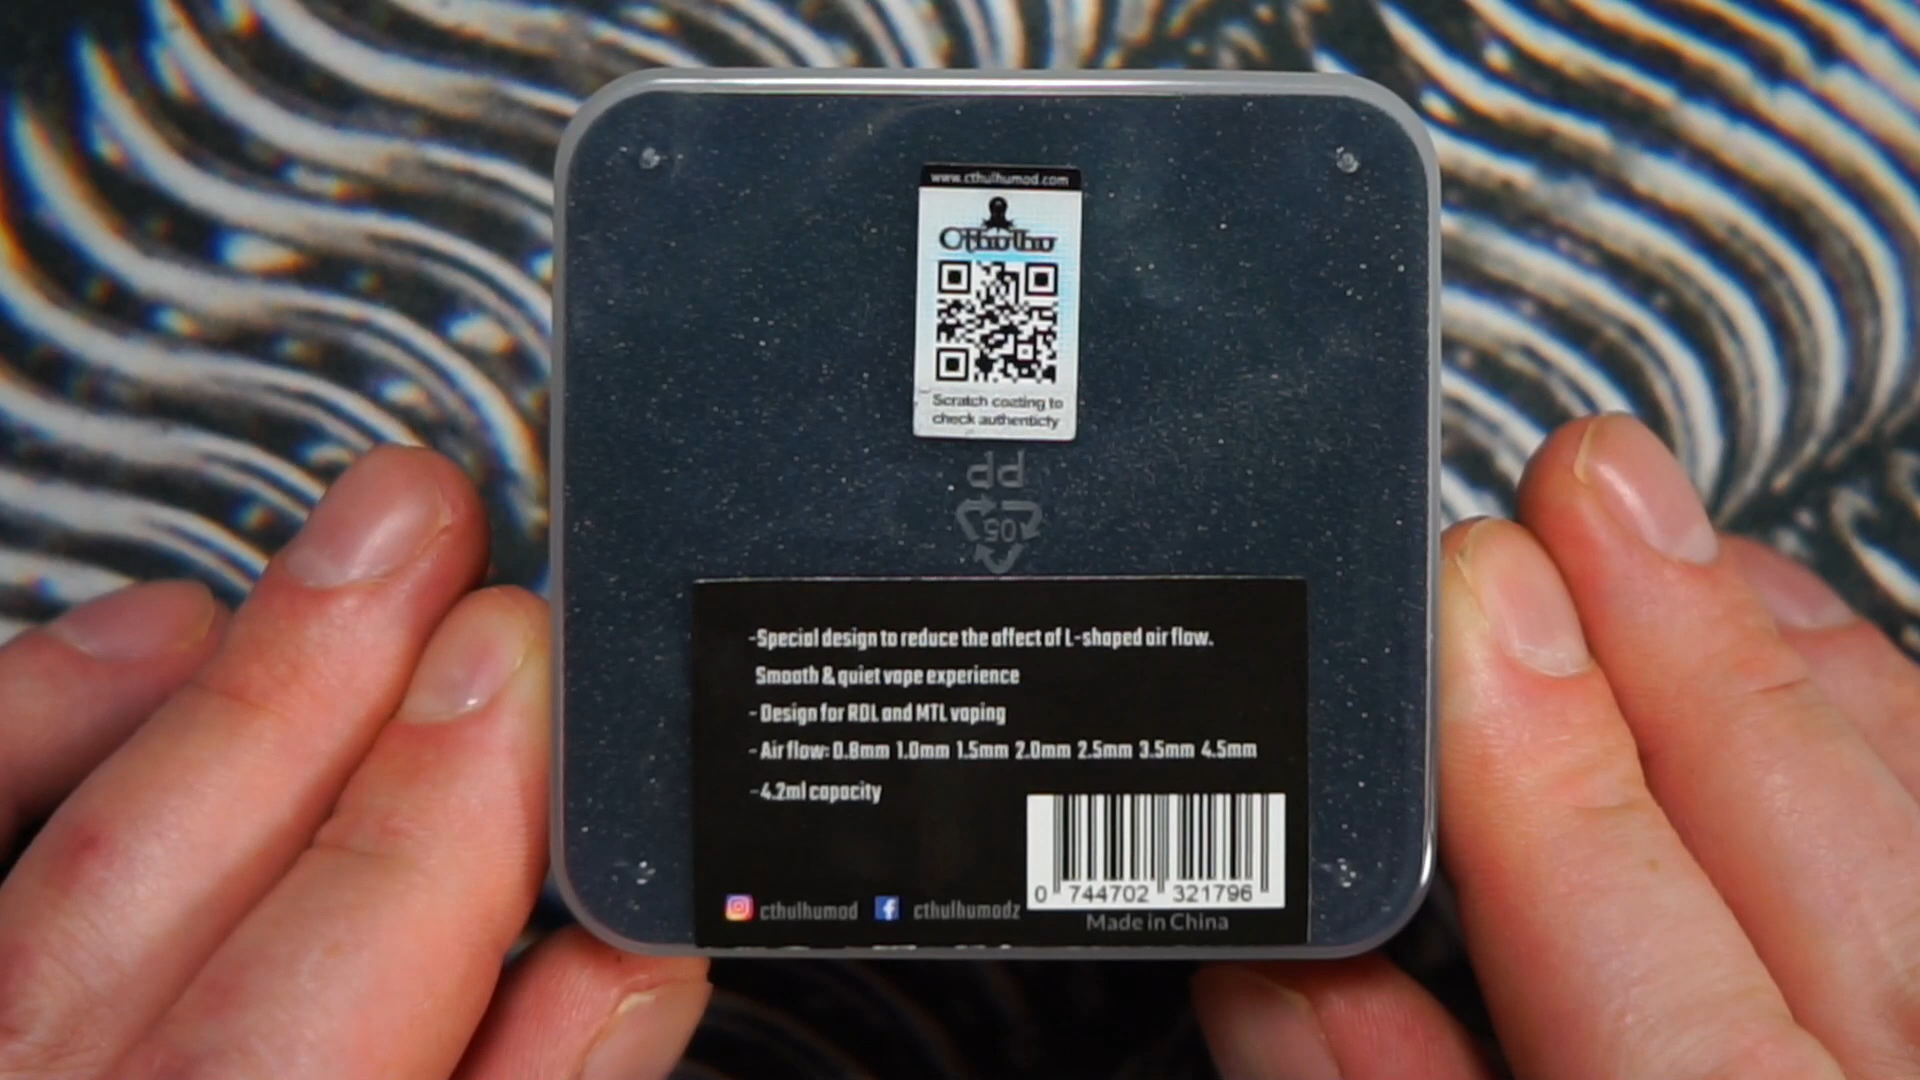 www.cthulhumod.com
Cthulhu
Scratch coating to
check authenticty
PP
05
-Special design to reduce the affect of L-shaped air flow.
Smooth & quiet vape experience
- Design for RDL and MTL vaping
- Air flow: 0.8mm 1.0mm 1.5mm 2.0mm 2.5mm 3.5mm 4.5mm
-4.2ml capacity
cthulhumod cthulhumodz
0 744702 321796
Made in China